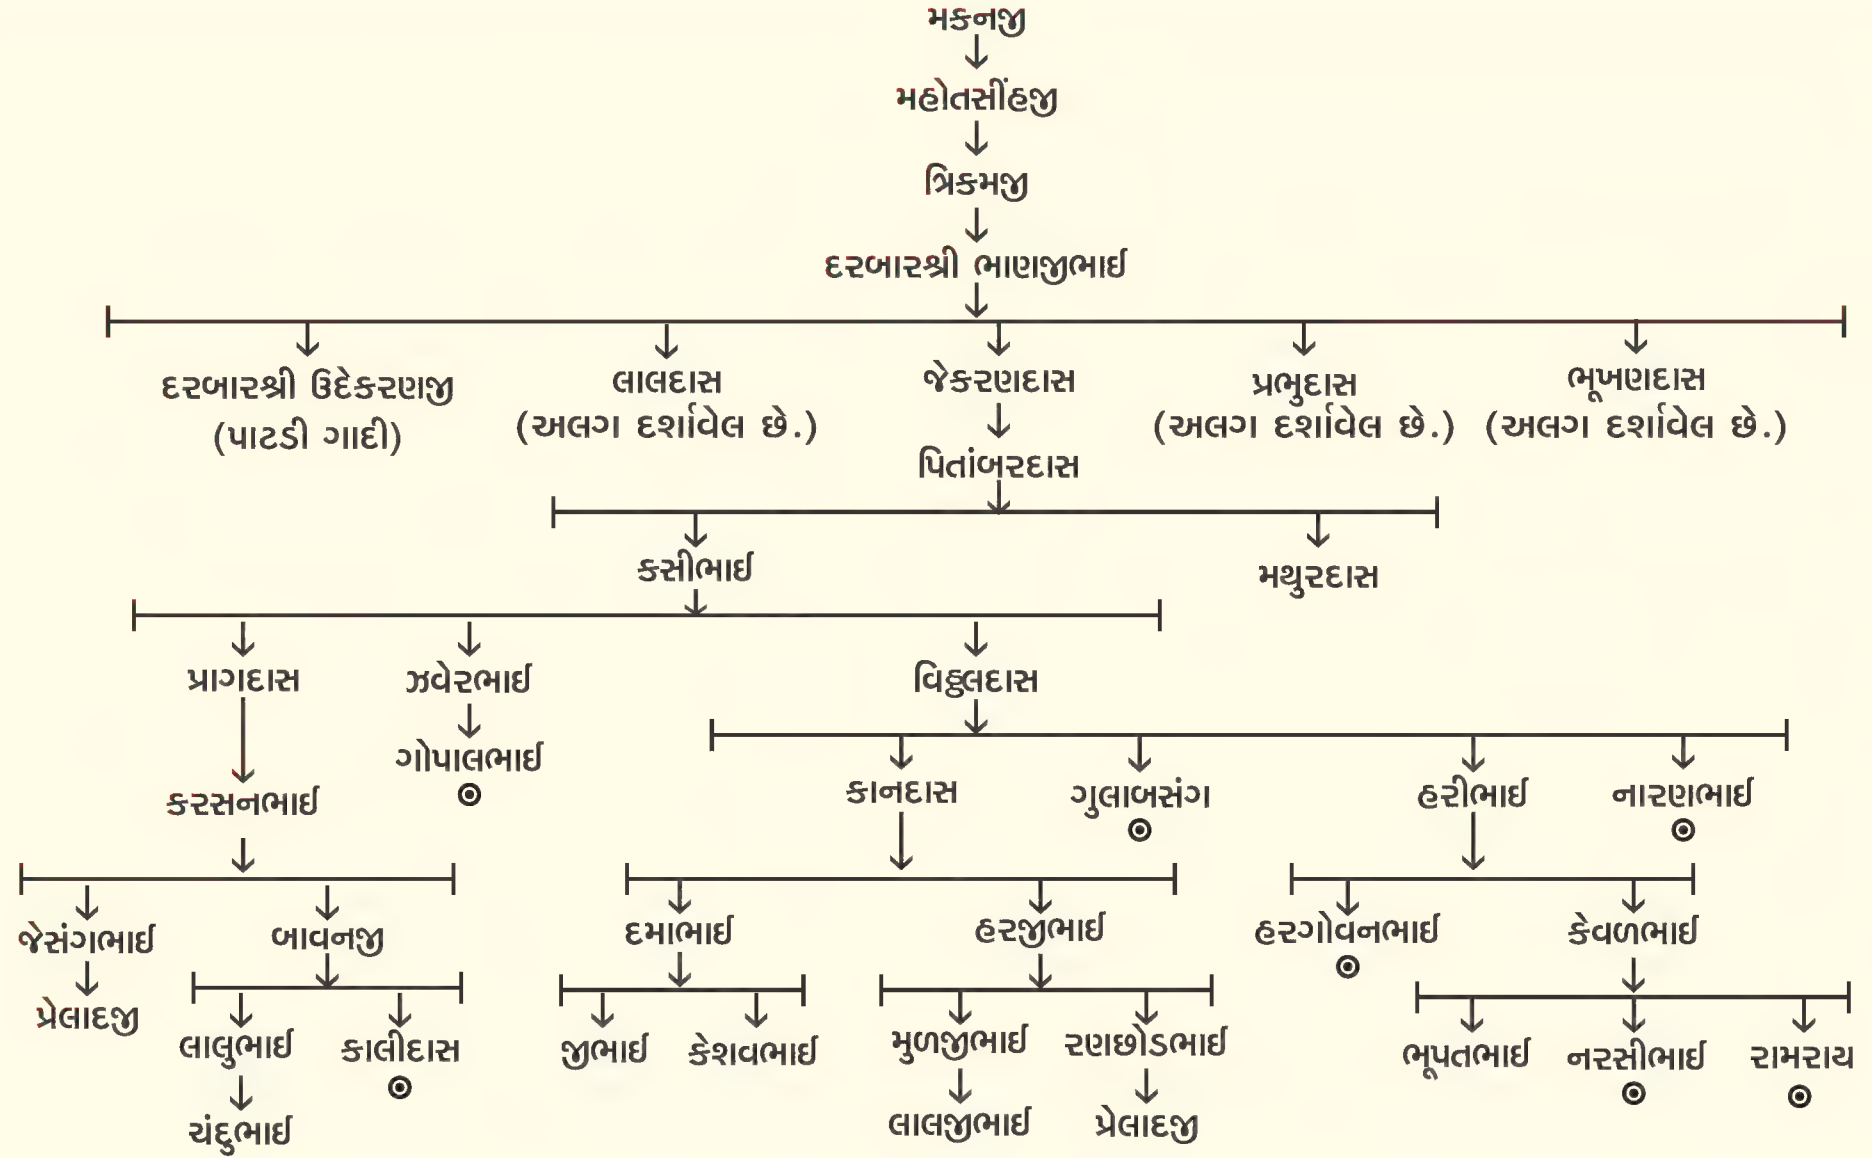 મકનજી
મહોતસીંહજી
ત્રિકમજી
દરબારશ્રી ભાણજીભાઈ
દરબારશ્રી ઉદેકરણજી લાલદાસ જેકરણદાસ પ્રભુદાસ ભૂખણદાસ
(પાટડી ગાદી) (અલગ દર્શાવેલ છે.) (અલગ દર્શાવેલ છે.) (અલગ દર્શાવેલ છે.)
પિતાંબરદાસ
કસીભાઈ મથુરદાસ
પ્રાગદાસ ઝવેરભાઈ વિઠ્ઠલદાસ
ગોપાલભાઈ
કરસનભાઈ કાનદાસ ગુલાબસંગ હરીભાઈ નારણભાઈ
જેસંગભાઈ બાવનજી દમાભાઈ હરજીભાઈ હરગોવનભાઈ કેવળભાઈ
પ્રેલાદજી
લાલુભાઈ કાલીદાસ જીભાઈ કેશવભાઈ મુળજીભાઈ રણછોડભાઈ ભૂપતભાઈ નરસીભાઈ રામરાય
ચંદુભાઈ લાલજીભાઈ પ્રેલાદજી